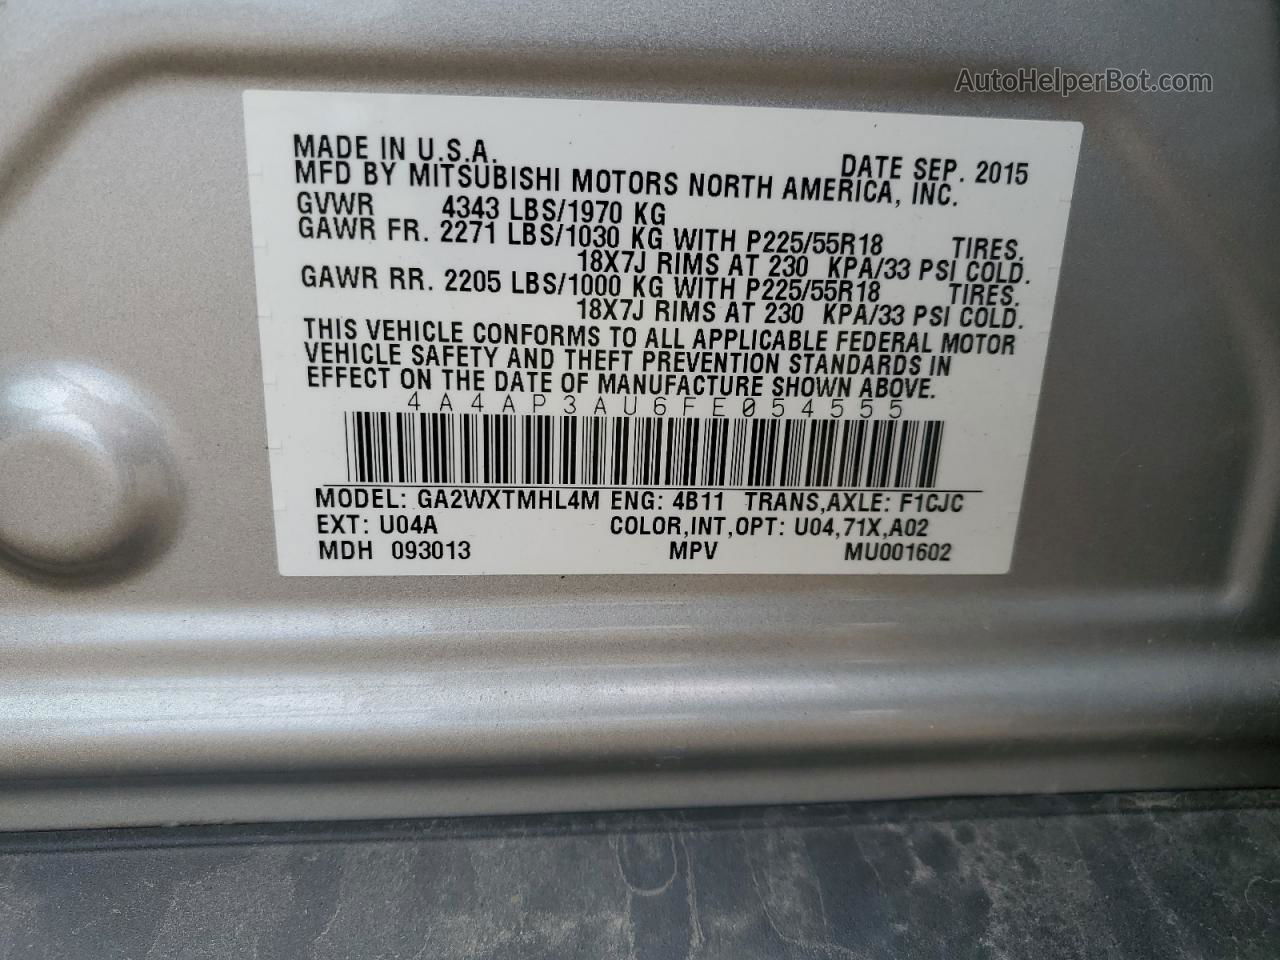 AutoHelperBot.com
MADE IN U.S.A. DATE SEP. 2015
MFD BY MITSUBISHI MOTORS NORTH AMERICA, INC.
GVWR 4343 LBS/1970 KG
GAWR FR. 2271 LBS/1030 KG WITH P225/55R18 TIRES.
18X7J RIMS AT 230 KPA/33 PSI COLD.
GAWR RR. 2205 LBS/1000 KG WITH P225/55R18 TIRES.
18X7J RIMS AT 230 KPA/33 PSI COLD.
THIS VEHICLE CONFORMS TO ALL APPLICABLE FEDERAL MOTOR
VEHICLE SAFETY AND THEFT PREVENTION STANDARDS IN
EFFECT ON THE DATE OF MANUFACTURE SHOWN ABOVE.
4A4AP3AU6FE054555
MODEL: GA2WXTMHL4M ENG: 4B11 TRANS,AXLE: F1CJC
EXT: U04A COLOR,INT,OPT: U04,71X,A02
MDH 093013 MPV MU001602